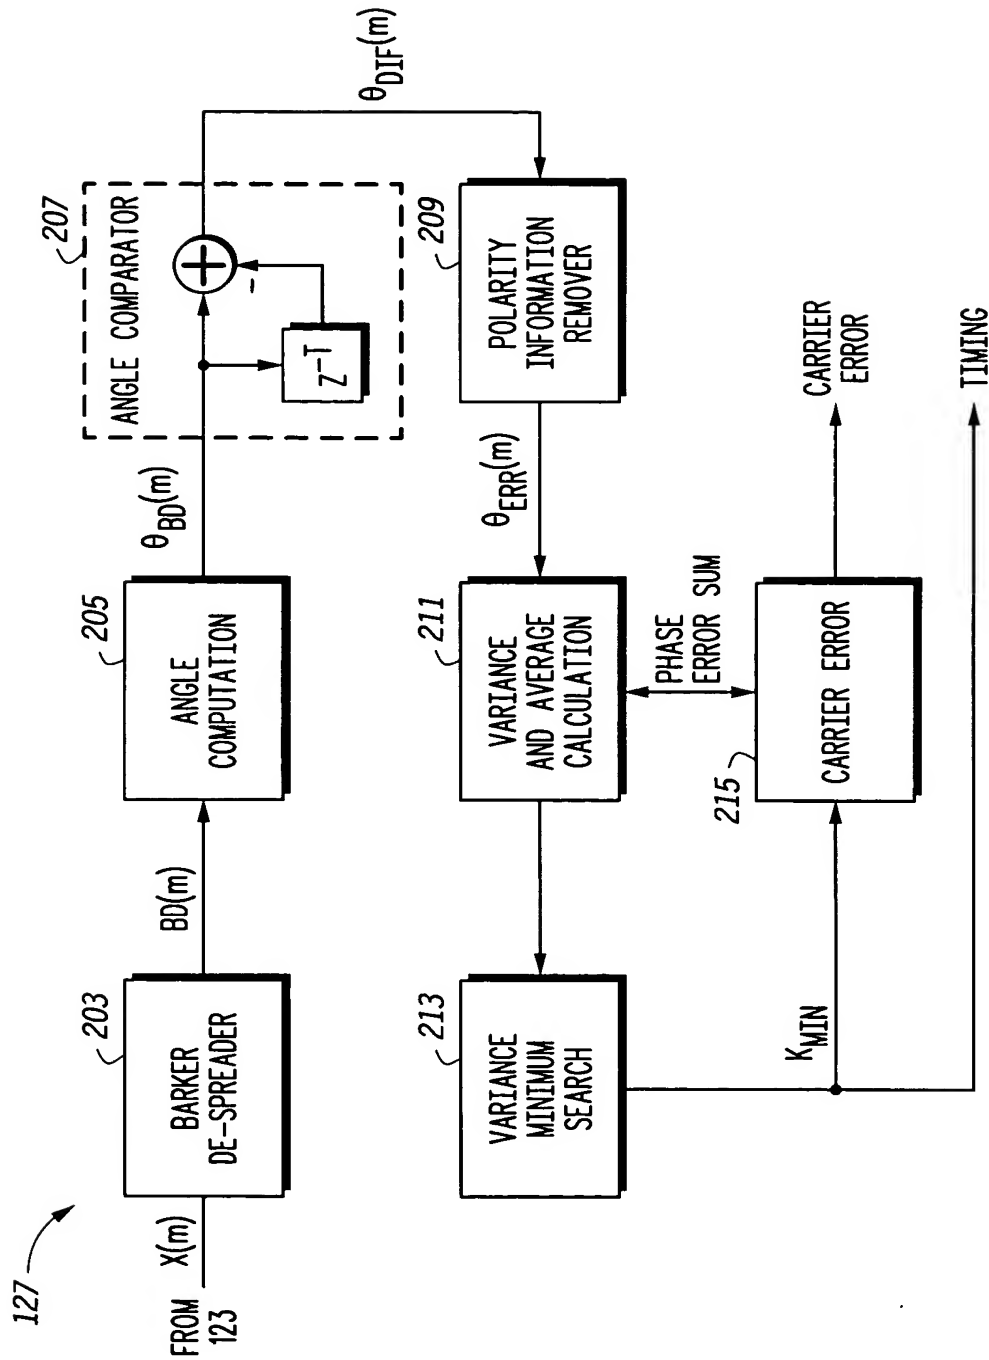 127
FROM
123
X(m)
203
BARKER
DE-SPREADER
BD(m)
205
ANGLE
COMPUTATION
θBD(m)
207
ANGLE COMPARATOR
+
-
Z-T
θDIF(m)
209
POLARITY
INFORMATION
REMOVER
θERR(m)
211
VARIANCE
AND AVERAGE
CALCULATION
213
VARIANCE
MINIMUM
SEARCH
PHASE
ERROR SUM
KMIN
215
CARRIER ERROR
CARRIER
ERROR
TIMING